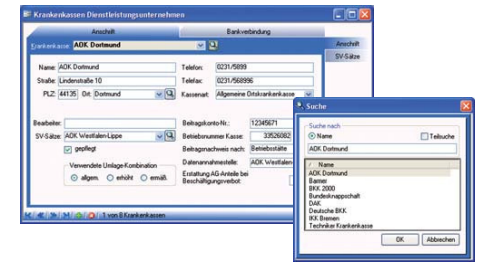 Krankenkassen Dienstleistungsunternehmen
Anschrift Bankverbindung
Krankenkasse: AOK Dortmund
Anschrift
SV-Sätze
Name: AOK Dortmund Telefon: 0231/5899
Straße: Lindenstraße 10 Telefax: 0231/568996
PLZ: 44135 Ort: Dortmund Kassenart: Allgemeine Ortskrankenkasse
Bearbeiter: Beitragskonto-Nr.: 12345671
SV-Sätze: AOK Westfalen-Lippe Betriebsnummer Kasse: 33526082
gepflegt Beitragsnachweis nach: Betriebsstätte
Verwendete Umlage-Kombination Datenannahmestelle: AOK Westfalen
allgem. erhöht ermäß. Erstattung AG-Anteile bei
Beschäftigungsverbot:
1 von 8 Krankenkassen
Suche
Suche nach
Name Teilsuche
AOK Dortmund
/ Name
AOK Dortmund
Barmer
BKK 2000
Bundesknappschaft
DAK
Deutsche BKK
IKK Bremen
Techniker Krankenkasse
OK Abbrechen